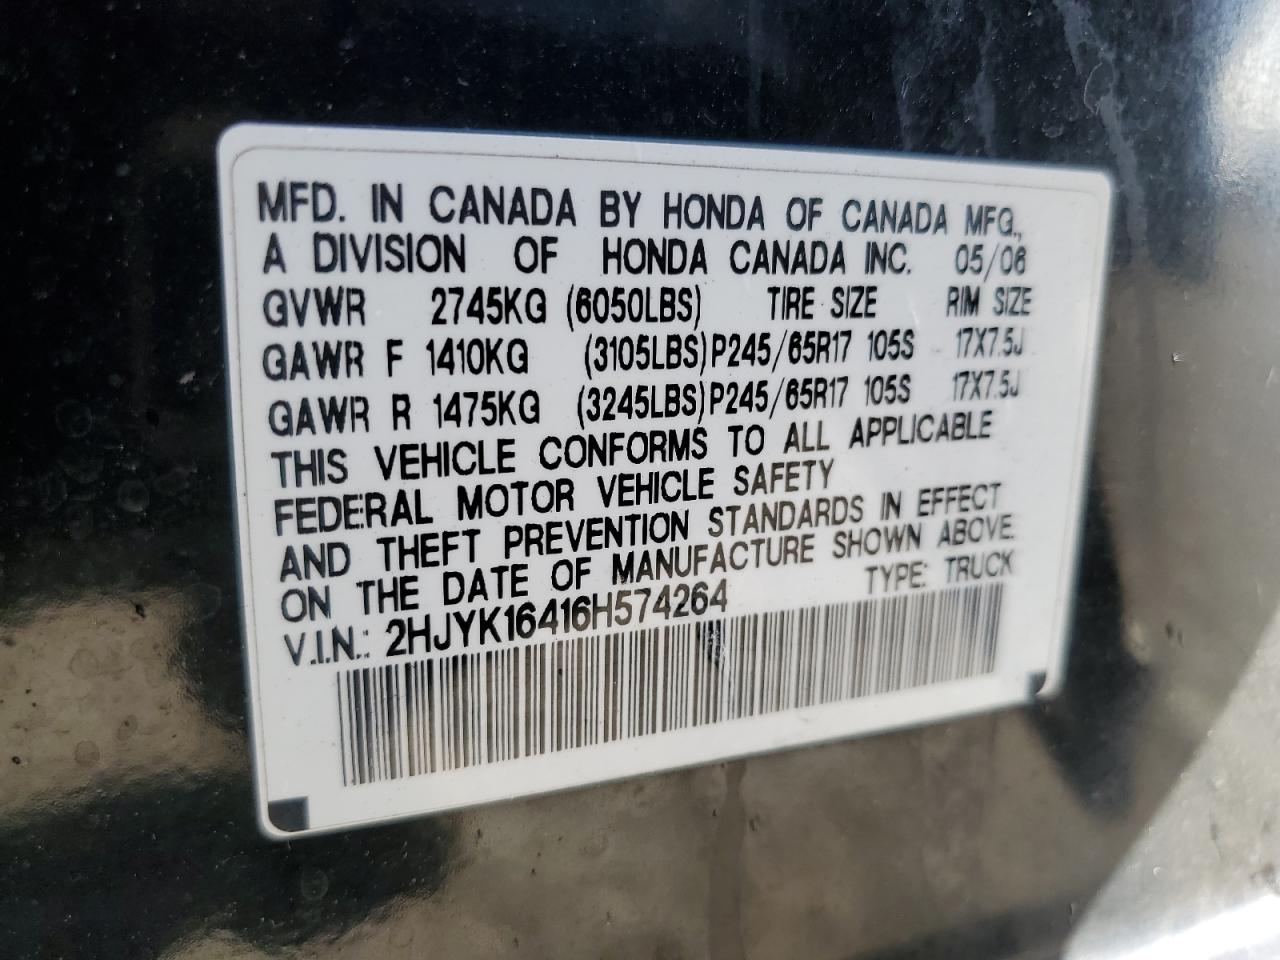 MFD. IN CANADA BY HONDA OF CANADA MFG.,
A DIVISION OF HONDA CANADA INC. 05/06
GVWR 2745KG (6050LBS) TIRE SIZE RIM SIZE
GAWR F 1410KG (3105LBS) P245/65R17 105S 17X7.5J
GAWR R 1475KG (3245LBS) P245/65R17 105S 17X7.5J
THIS VEHICLE CONFORMS TO ALL APPLICABLE
FEDERAL MOTOR VEHICLE SAFETY
AND THEFT PREVENTION STANDARDS IN EFFECT
ON THE DATE OF MANUFACTURE SHOWN ABOVE.
V.I.N.: 2HJYK16416H574264 TYPE: TRUCK